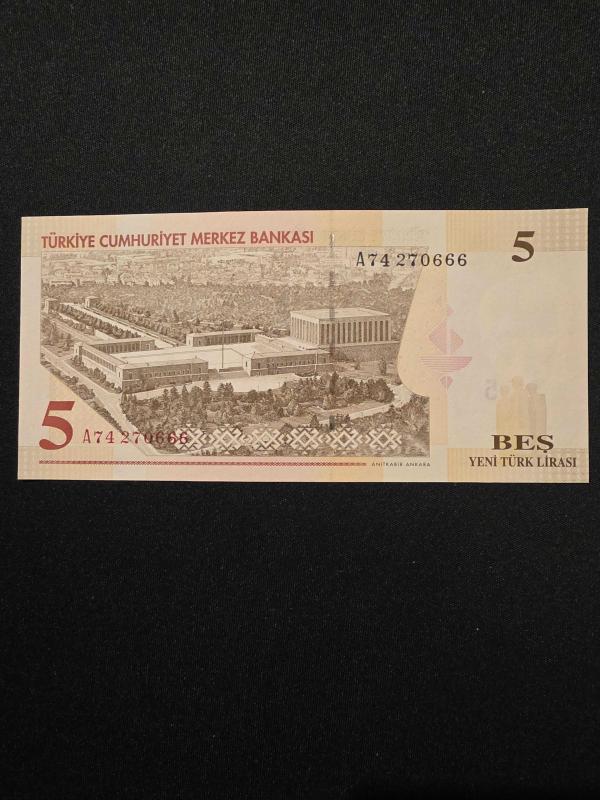 TÜRKİYE CUMHURİYET MERKEZ BANKASI
5
A74 270666
5
A74 270666
BEŞ
YENİ TÜRK LİRASI
ANITKABİR ANKARA